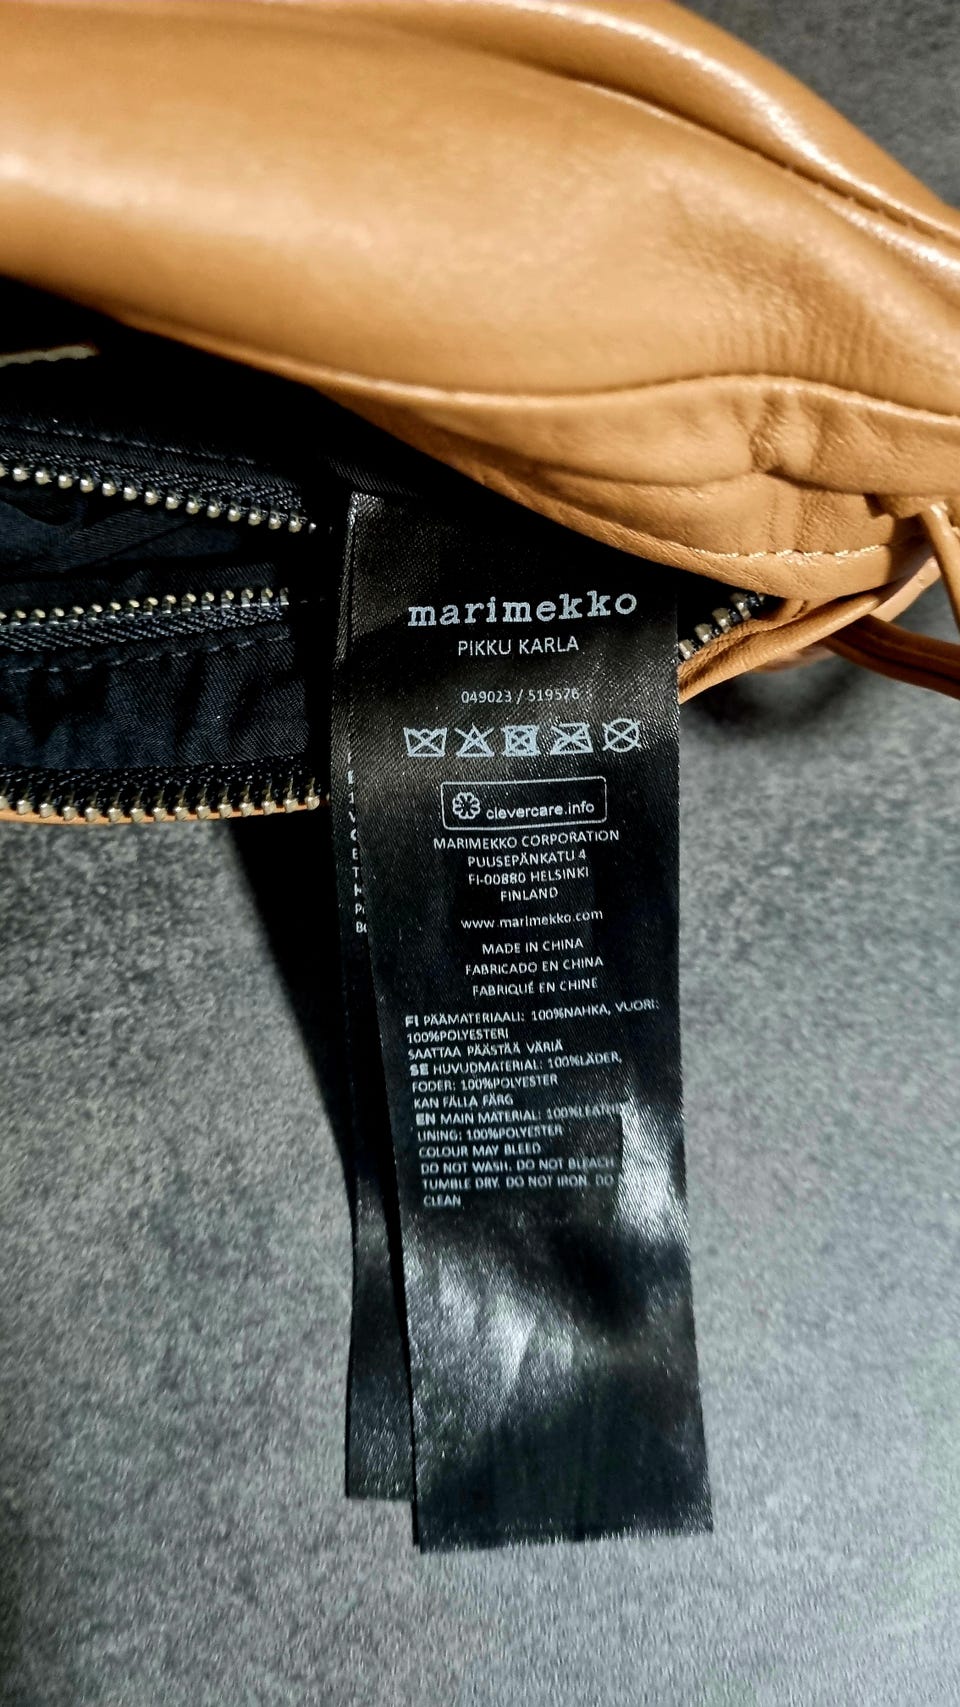 marimekko
PIKKU KARLA
049023 / 519576
clevercare.info
MARIMEKKO CORPORATION
PUUSEPÄNKATU 4
FI-00880 HELSINKI
FINLAND
www.marimekko.com
MADE IN CHINA
FABRICADO EN CHINA
FABRIQUÉ EN CHINE
FI PÄÄMATERIAALI: 100%NAHKA, VUORI:
100%POLYESTERI
SAATTAA PÄÄSTÄÄ VÄRIÄ
SE HUVUDMATERIAL: 100%LÄDER,
FODER: 100%POLYESTER
KAN FÄLLA FÄRG
EN MAIN MATERIAL: 100%LEATHER
LINING: 100%POLYESTER
COLOUR MAY BLEED
DO NOT WASH. DO NOT BLEACH
TUMBLE DRY. DO NOT IRON. DO
CLEAN